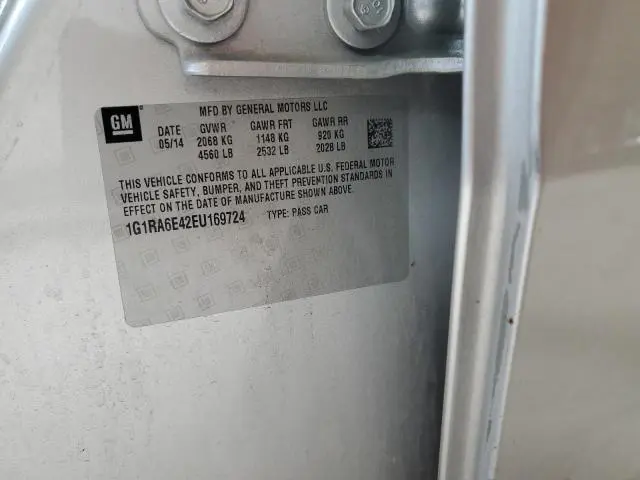 GM
MFD BY GENERAL MOTORS LLC
DATE GVWR GAWR FRT GAWR RR
05/14 2068 KG 1148 KG 920 KG
4560 LB 2532 LB 2028 LB
THIS VEHICLE CONFORMS TO ALL APPLICABLE U.S. FEDERAL MOTOR
VEHICLE SAFETY, BUMPER, AND THEFT PREVENTION STANDARDS IN
EFFECT ON THE DATE OF MANUFACTURE SHOWN ABOVE.
1G1RA6E42EU169724 TYPE: PASS CAR